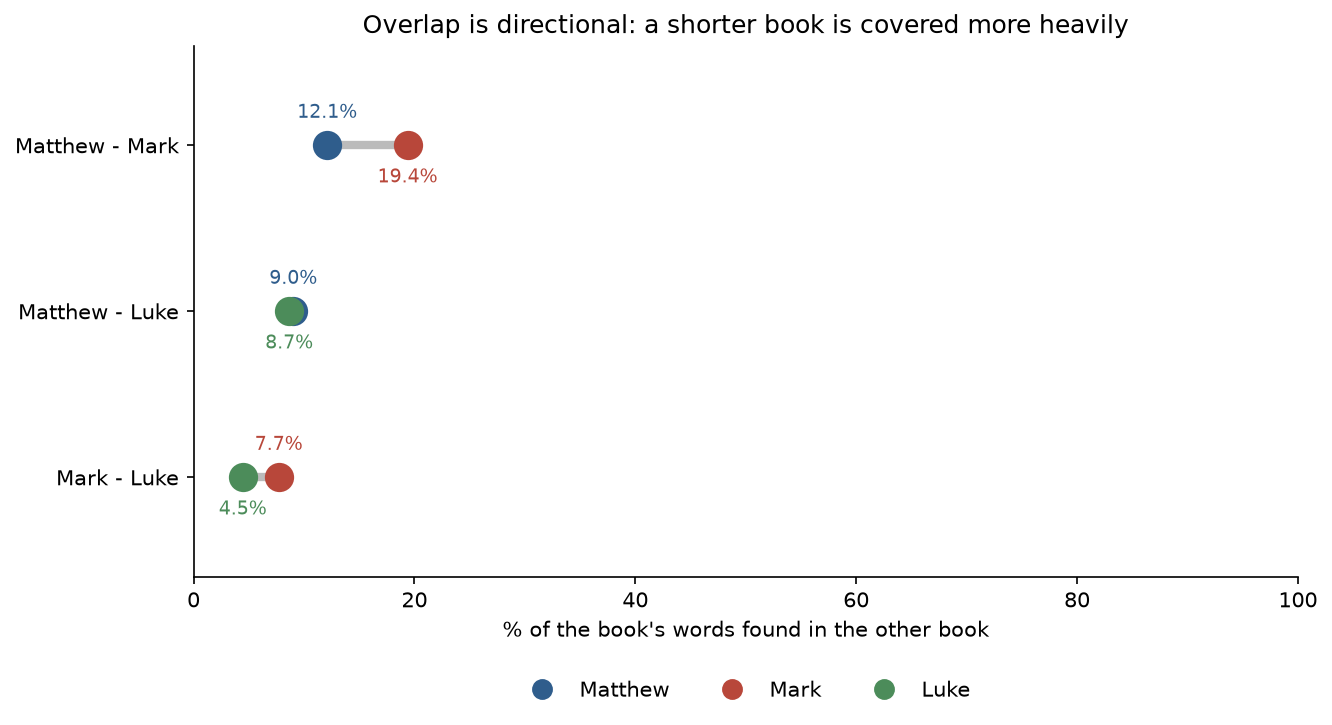 Overlap is directional: a shorter book is covered more heavily
12.1%
Matthew - Mark
19.4%
9.0%
Matthew - Luke
8.7%
7.7%
Mark - Luke
4.5%
0 20 40 60 80 100
% of the book's words found in the other book
Matthew Mark Luke